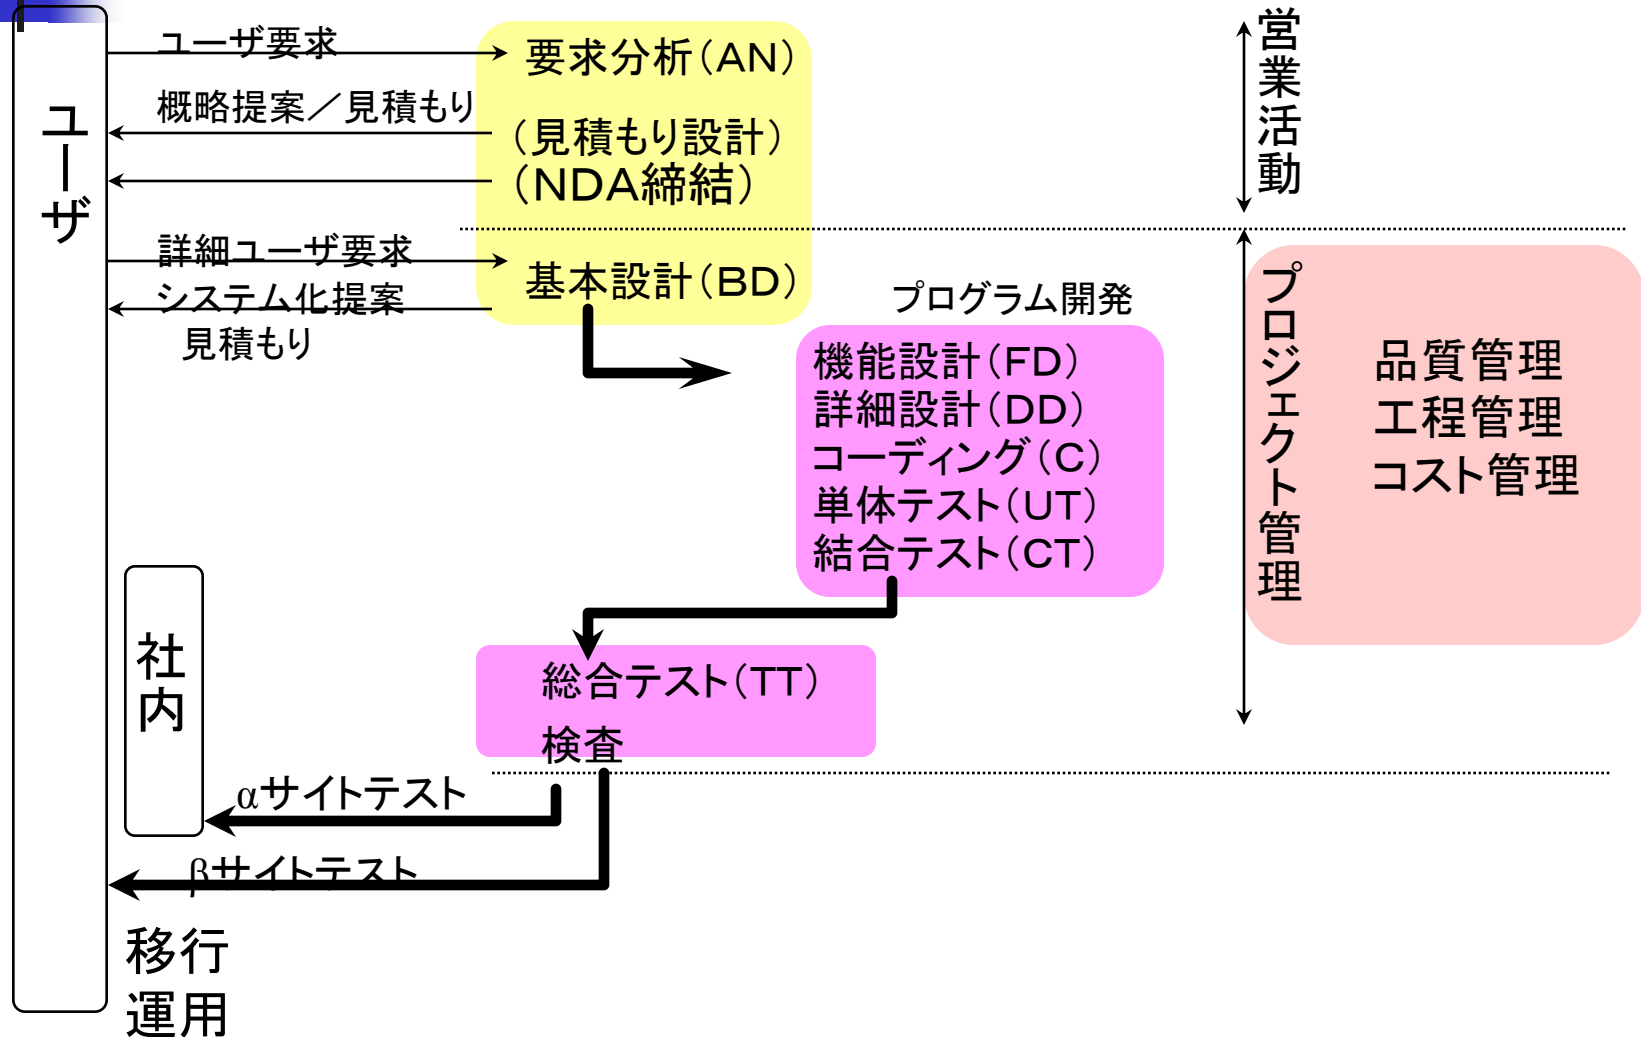 ユーザ要求
要求分析（AN）
概略提案／見積もり
（見積もり設計）
（NDA締結）
営業活動
ユーザ
詳細ユーザ要求
基本設計（BD）
システム化提案
見積もり
プログラム開発
機能設計（FD）
詳細設計（DD）
コーディング（C）
単体テスト（UT）
結合テスト（CT）
プロジェクト管理
品質管理
工程管理
コスト管理
社内
総合テスト（TT）
検査
αサイトテスト
βサイトテスト
移行
運用